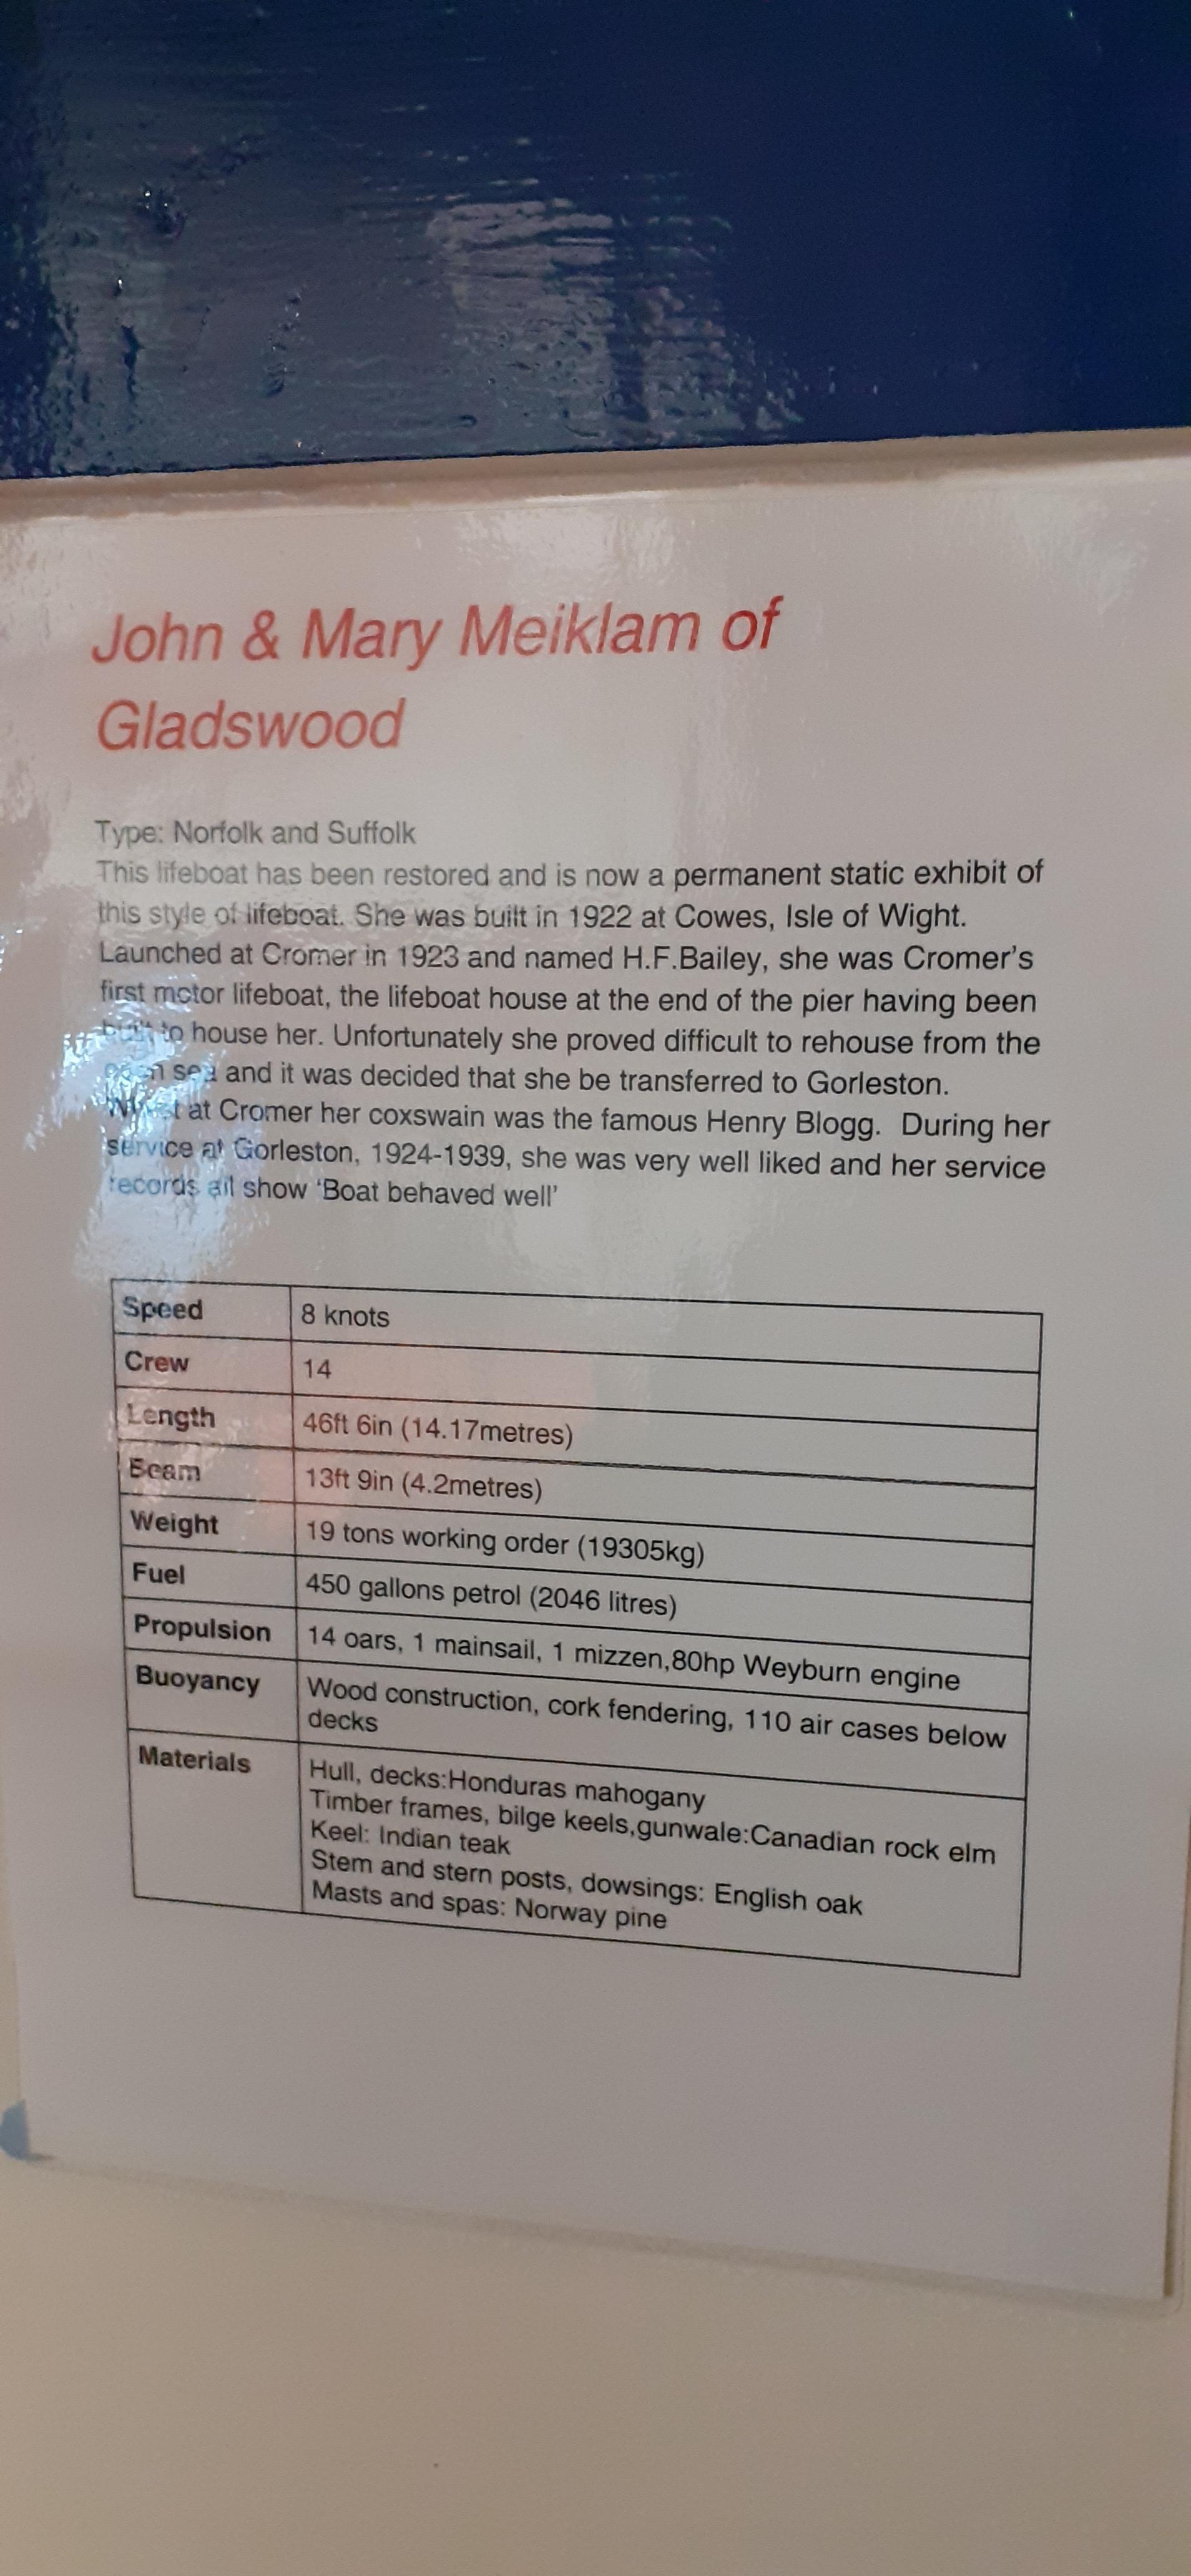 John & Mary Meiklam of
Gladswood
Type: Norfolk and Suffolk
This lifeboat has been restored and is now a permanent static exhibit of
this style of lifeboat. She was built in 1922 at Cowes, Isle of Wight.
Launched at Cromer in 1923 and named H.F.Bailey, she was Cromer's
first motor lifeboat, the lifeboat house at the end of the pier having been
built to house her. Unfortunately she proved difficult to rehouse from the
open sea and it was decided that she be transferred to Gorleston.
Whilst at Cromer her coxswain was the famous Henry Blogg. During her
service at Gorleston, 1924-1939, she was very well liked and her service
records all show 'Boat behaved well'
Speed 8 knots
Crew 14
Length 46ft 6in (14.17metres)
Beam 13ft 9in (4.2metres)
Weight 19 tons working order (19305kg)
Fuel 450 gallons petrol (2046 litres)
Propulsion 14 oars, 1 mainsail, 1 mizzen,80hp Weyburn engine
Buoyancy Wood construction, cork fendering, 110 air cases below
decks
Materials Hull, decks:Honduras mahogany
Timber frames, bilge keels,gunwale:Canadian rock elm
Keel: Indian teak
Stem and stern posts, dowsings: English oak
Masts and spas: Norway pine